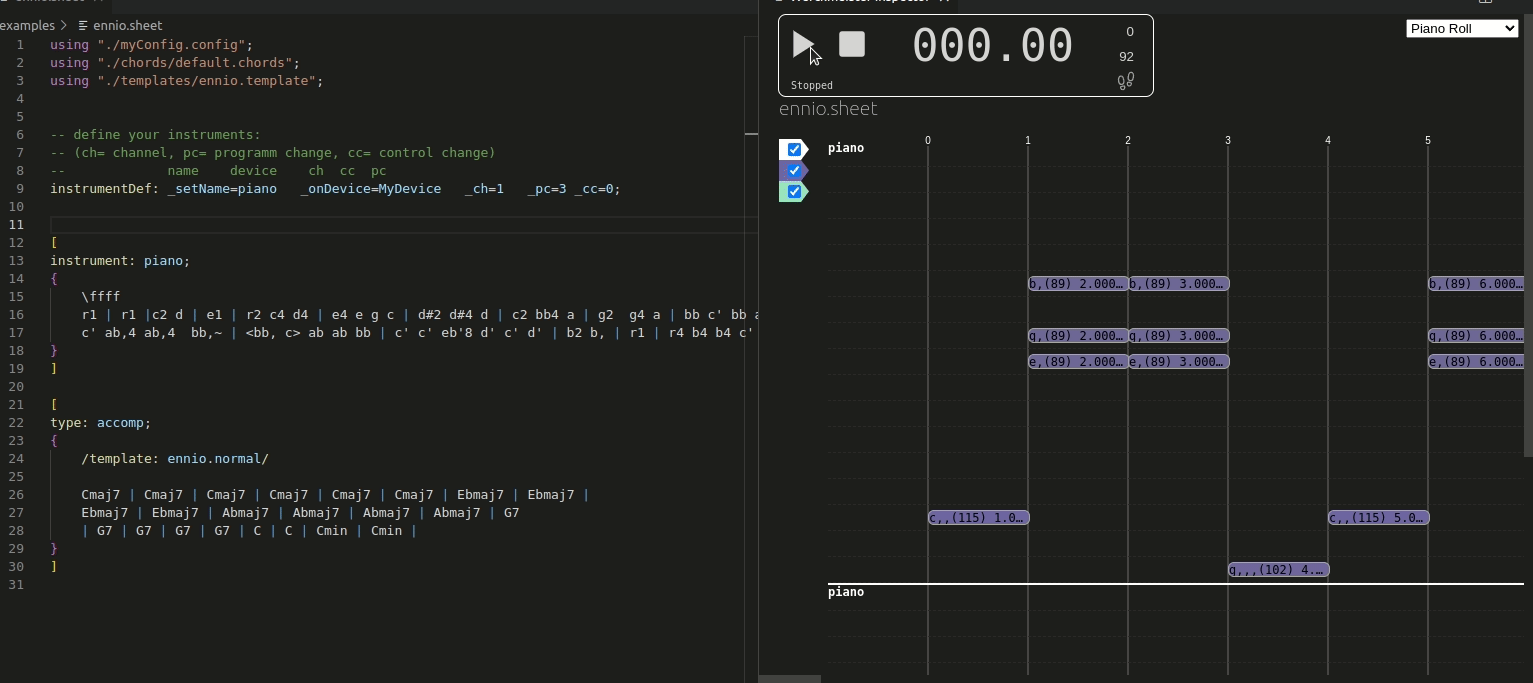 examples > ennio.sheet
1 using "./myConfig.config";
2 using "./chords/default.chords";
3 using "./templates/ennio.template";
4
5
6 -- define your instruments:
7 -- (ch= channel, pc= programm change, cc= control change)
8 -- name device ch cc pc
9 instrumentDef: _setName=piano _onDevice=MyDevice _ch=1 _pc=3 _cc=0;
10
11
12 [
13 instrument: piano;
14 {
15 \ffff
16 r1 | r1 |c2 d | e1 | r2 c4 d4 | e4 e g c | d#2 d#4 d | c2 bb4 a | g2 g4 a | bb c' bb a
17 c' ab,4 ab,4 bb,~ | <bb, c> ab ab bb | c' c' eb'8 d' c' d' | b2 b, | r1 | r4 b4 b4 c'
18 }
19 ]
20
21 [
22 type: accomp;
23 {
24 /template: ennio.normal/
25
26 Cmaj7 | Cmaj7 | Cmaj7 | Cmaj7 | Cmaj7 | Cmaj7 | Ebmaj7 | Ebmaj7 |
27 Ebmaj7 | Ebmaj7 | Abmaj7 | Abmaj7 | Abmaj7 | Abmaj7 | G7
28 | G7 | G7 | G7 | G7 | C | C | Cmin | Cmin |
29 }
30 ]
31
000.00
0
92
Stopped
Piano Roll
ennio.sheet
piano
0 1 2 3 4 5
b,(89) 2.000… b,(89) 3.000… b,(89) 6.000…
g,(89) 2.000… g,(89) 3.000… g,(89) 6.000…
e,(89) 2.000… e,(89) 3.000… e,(89) 6.000…
c,,(115) 1.0… c,,(115) 5.0…
g,,,(102) 4.…
piano